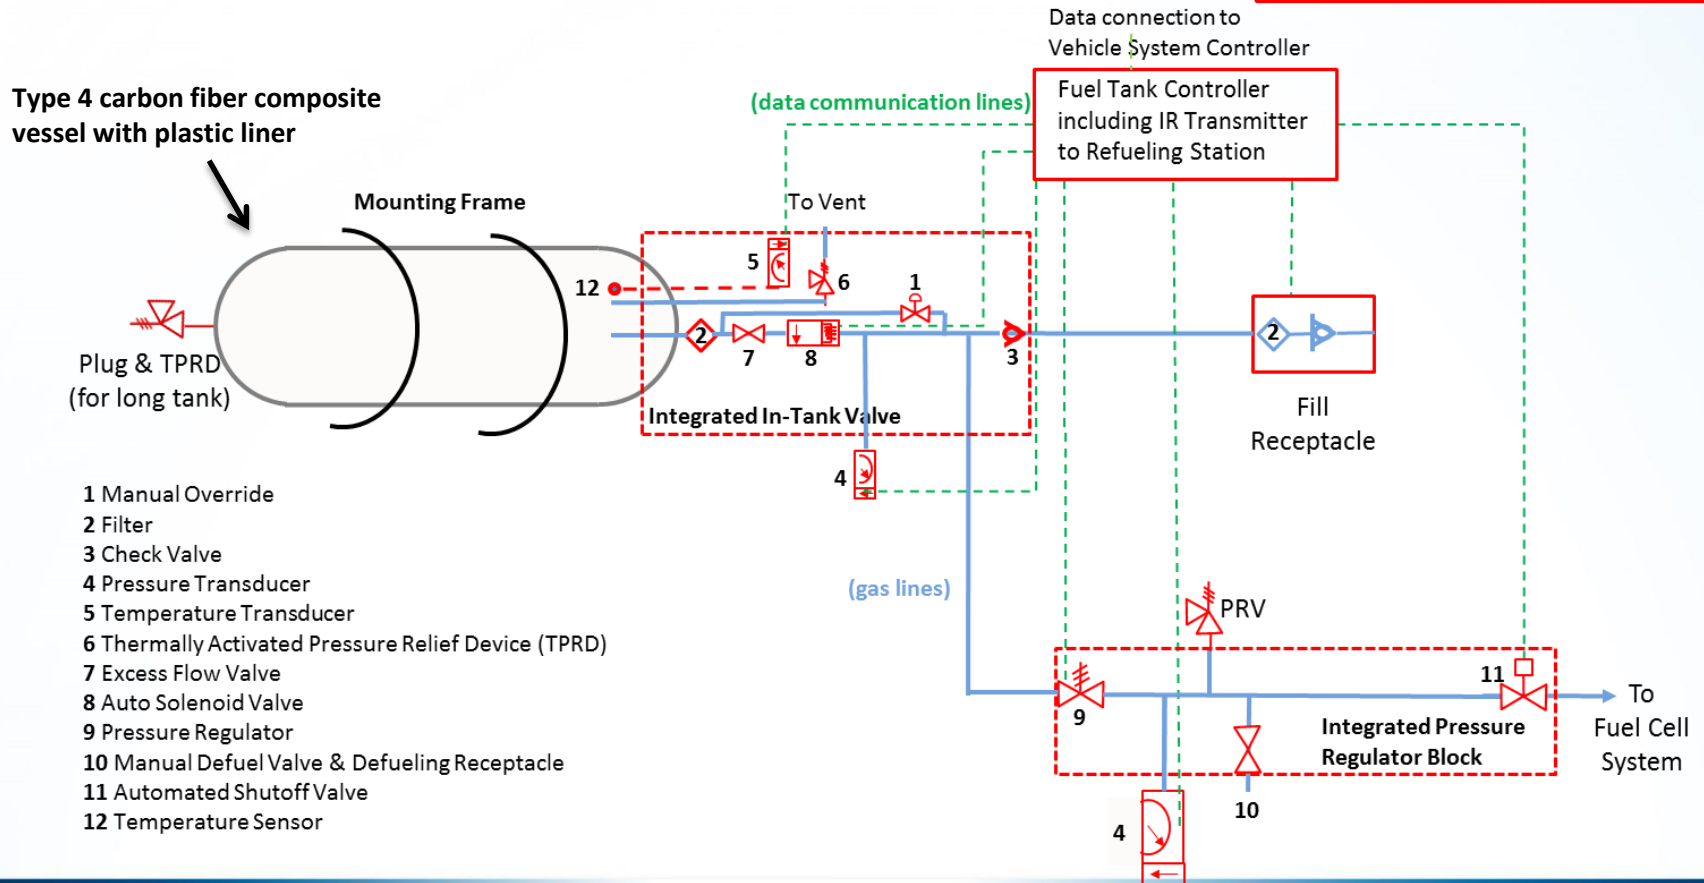 Data connection to
Vehicle System Controller
Type 4 carbon fiber composite
vessel with plastic liner
(data communication lines)
Fuel Tank Controller
including IR Transmitter
to Refueling Station
Mounting Frame
To Vent
5
6
1
12
2
7
8
3
2
Plug & TPRD
(for long tank)
Integrated In-Tank Valve
Fill
Receptacle
4
1 Manual Override
2 Filter
3 Check Valve
4 Pressure Transducer
5 Temperature Transducer
6 Thermally Activated Pressure Relief Device (TPRD)
7 Excess Flow Valve
8 Auto Solenoid Valve
9 Pressure Regulator
10 Manual Defuel Valve & Defueling Receptacle
11 Automated Shutoff Valve
12 Temperature Sensor
(gas lines)
PRV
11
9
Integrated Pressure
Regulator Block
To
Fuel Cell
System
10
4